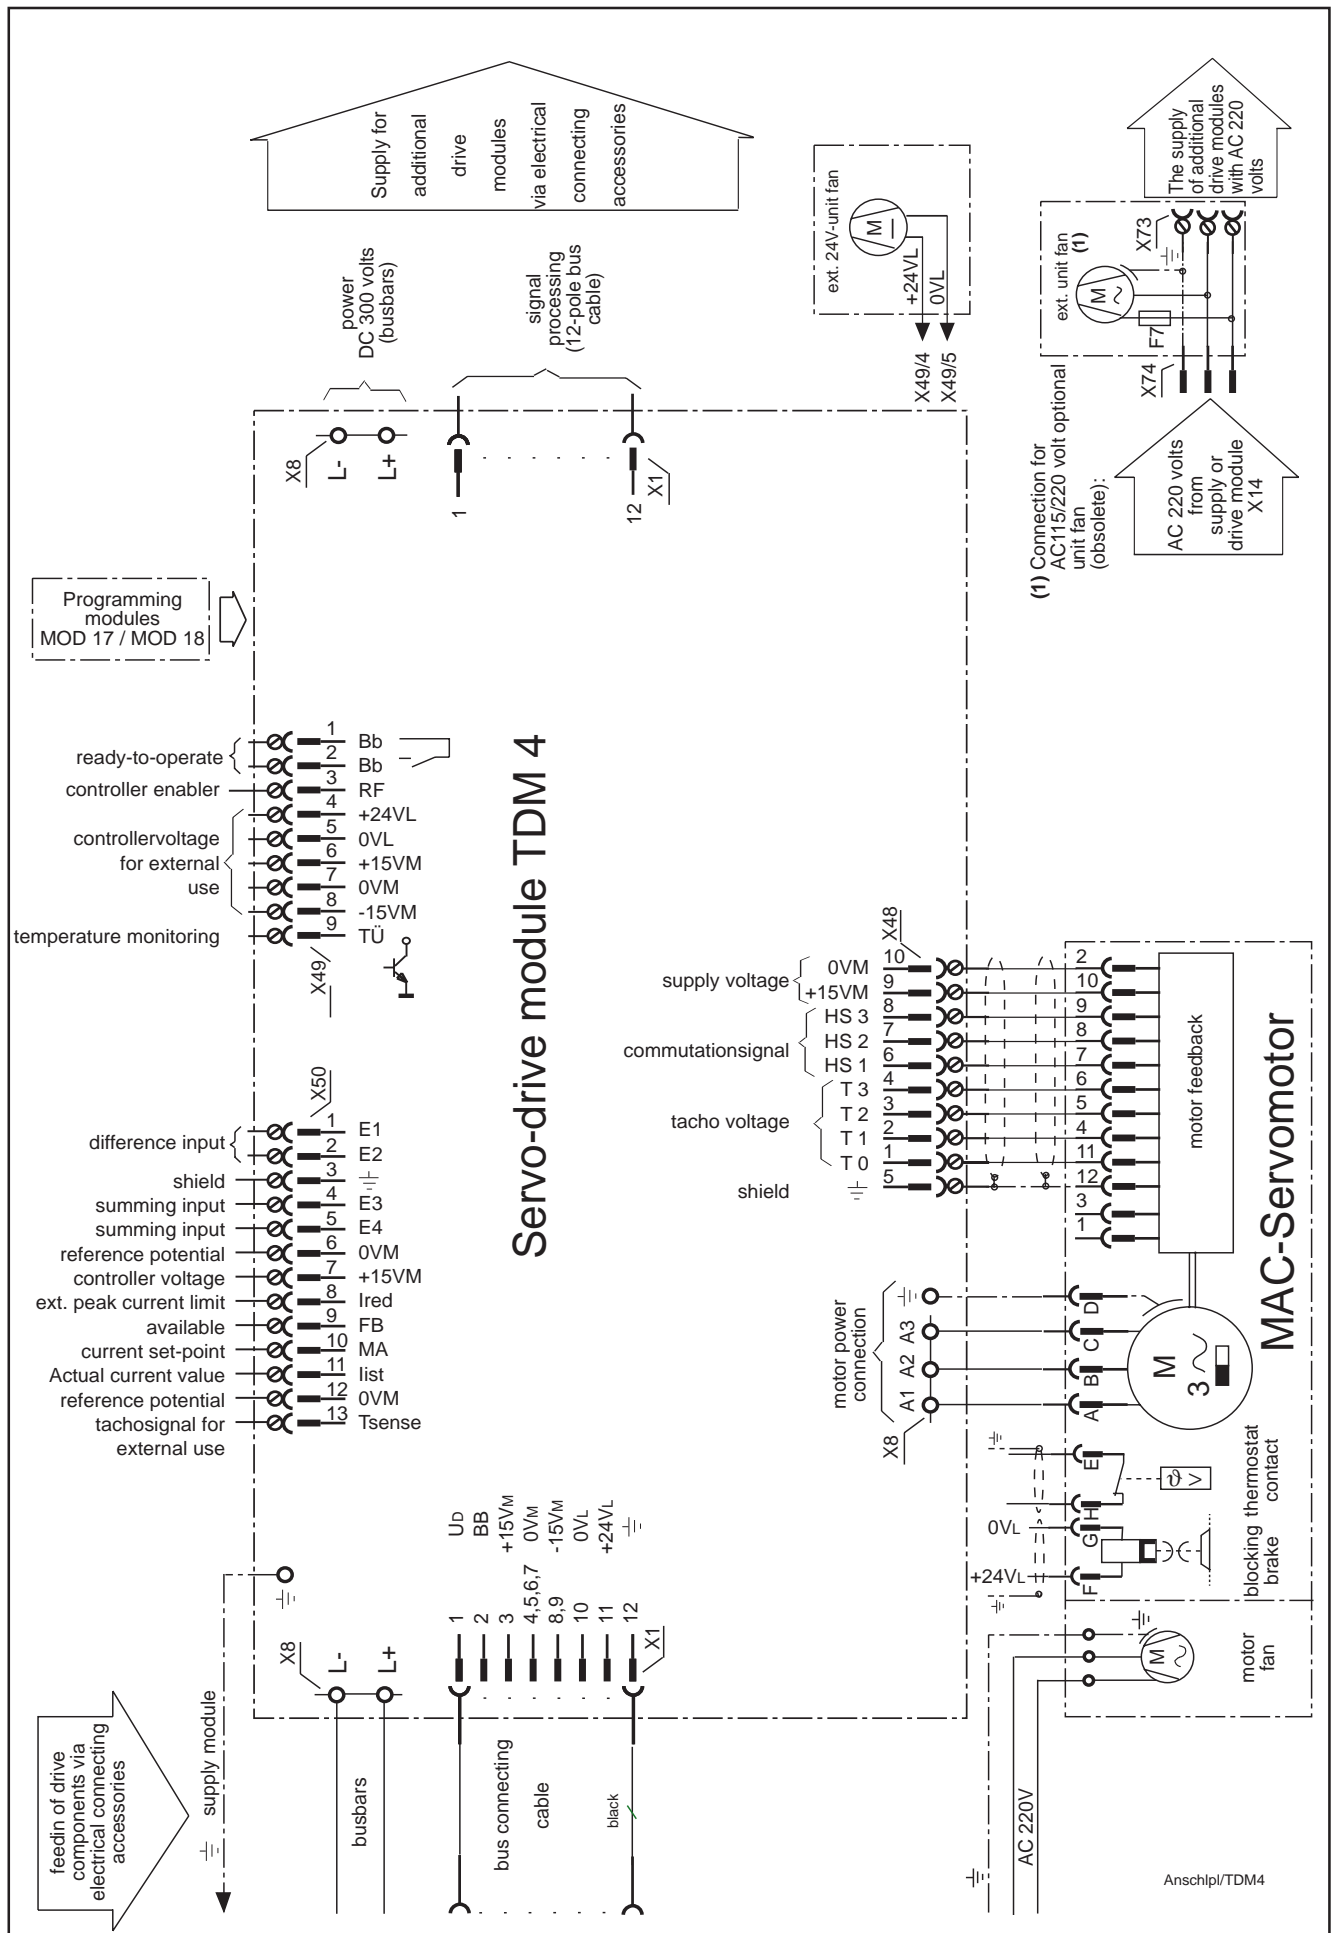 Supply for
additional
drive
modules
via electrical
connecting
accessories
The supply
of additional
drive modules
with AC 220
volts
ext. 24V-unit fan
M
+24VL
0VL
X49/4
X49/5
ext. unit fan
(1)
M
F7
X73
X74
(1) Connection for
AC115/220 volt optional
unit fan
(obsolete):
AC 220 volts
from
supply or
drive module
X14
power
DC 300 volts
(busbars)
signal
processing
(12-pole bus
cable)
X8
L-
L+
1
12
X1
Programming
modules
MOD 17 / MOD 18
Servo-drive module TDM 4
ready-to-operate
1 Bb
2 Bb
controller enabler 3 RF
controllervoltage
for external
use
4 +24VL
5 0VL
6 +15VM
7 0VM
8 -15VM
temperature monitoring 9 TÜ
X49
X50
difference input
1 E1
2 E2
shield 3
summing input 4 E3
summing input 5 E4
reference potential 6 0VM
controller voltage 7 +15VM
ext. peak current limit 8 Ired
available 9 FB
current set-point 10 MA
Actual current value 11 Iist
reference potential 12 0VM
tachosignal for 13 Tsense
external use
X48
supply voltage
0VM 10 2
+15VM 9 10
commutationsignal
HS 3 8 9
HS 2 7 8
HS 1 6 7
tacho voltage
T 3 4 6
T 2 3 5
T 1 2 4
T 0 1 11
shield 5 12
3
1
motor feedback
MAC-Servomotor
motor power
connection
X8
A1
A2
A3
A
B
C
D
M
3
E
H
G
F
ϑ >
0VL
+24VL
thermostat
contact
blocking
brake
motor
fan
M
AC 220V
UD
BB
+15VM
0VM
-15VM
0VL
+24VL
1
2
3
4,5,6,7
8,9
10
11
12
X1
X8
L-
L+
feedin of drive
components via
electrical connecting
accessories
supply module
busbars
bus connecting
cable
black
Anschlpl/TDM4